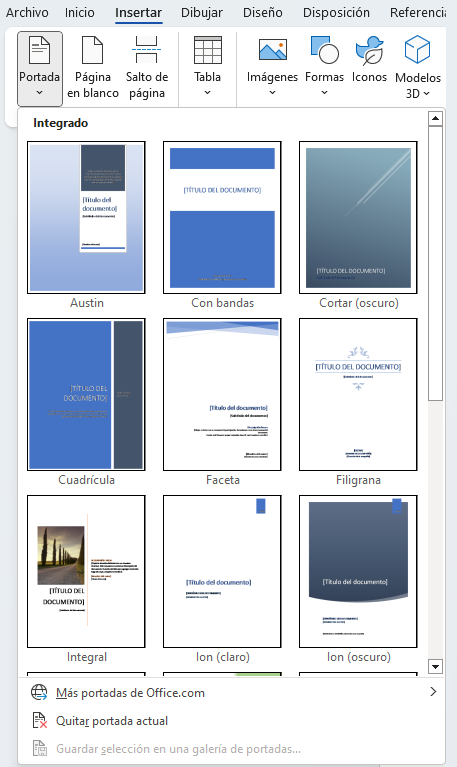 Archivo Inicio Insertar Dibujar Diseño Disposición Referencia
Portada Página en blanco Salto de página Tabla Imágenes Formas Iconos Modelos 3D
Integrado
[Título del documento]
[TÍTULO DEL DOCUMENTO]
[TÍTULO DEL DOCUMENTO]
Austin Con bandas Cortar (oscuro)
[TÍTULO DEL DOCUMENTO]
[Título del documento]
[TÍTULO DEL DOCUMENTO]
Cuadrícula Faceta Filigrana
[TÍTULO DEL DOCUMENTO]
[Título del documento]
[Título del documento]
Integral Ion (claro) Ion (oscuro)
Más portadas de Office.com
Quitar portada actual
Guardar selección en una galería de portadas...